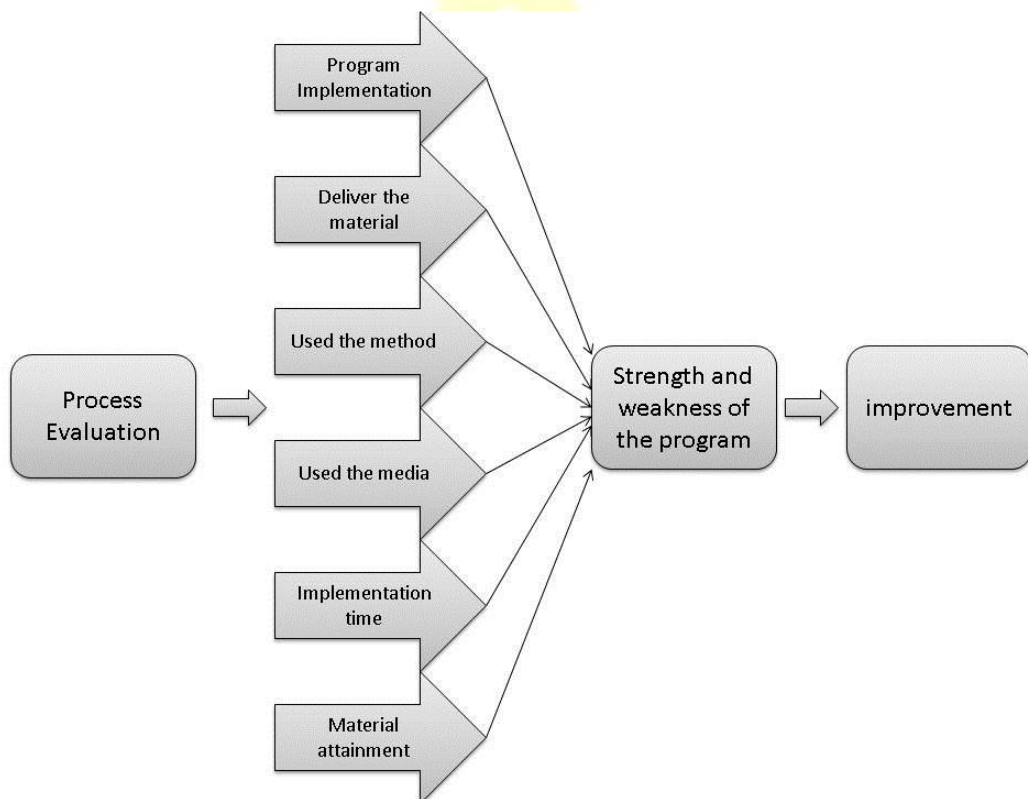 Program
Implementation
Deliver the
material
Used the method
Used the media
Implementation
time
Material
attainment
Process
Evaluation
Strength and
weakness of
the program
improvement